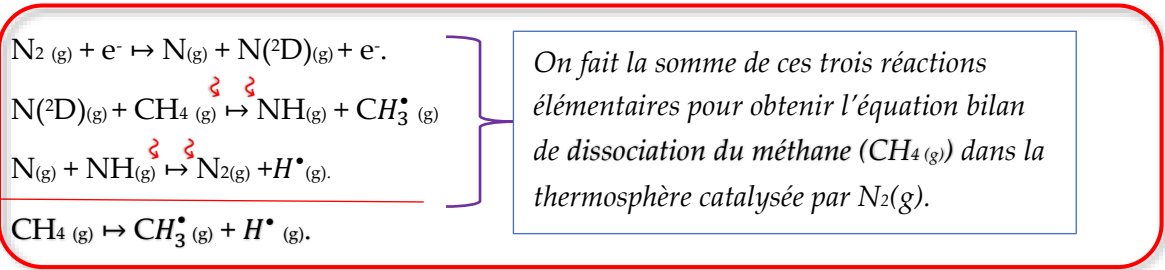 N₂ (g) + e⁻ ↦ N(g) + N(²D)(g) + e⁻.
N(²D)(g) + CH₄ (g) ↦ NH(g) + CH₃• (g)
N(g) + NH(g) ↦ N₂(g) +H•(g).
CH₄ (g) ↦ CH₃• (g) + H• (g).
On fait la somme de ces trois réactions
élémentaires pour obtenir l’équation bilan
de dissociation du méthane (CH₄ (g)) dans la
thermosphère catalysée par N₂(g).